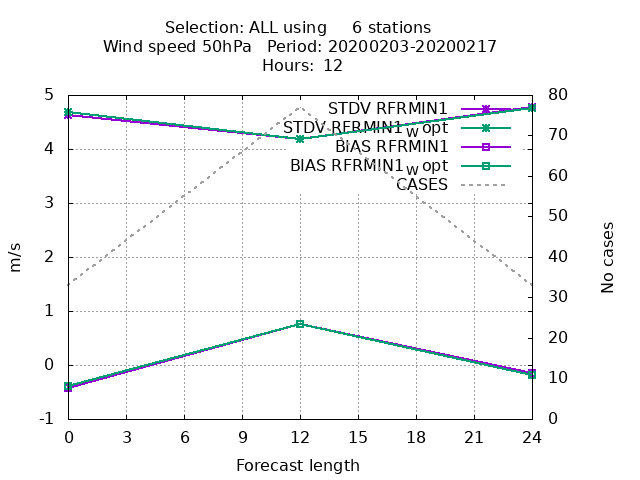 Selection: ALL using 6 stations
Wind speed 50hPa Period: 20200203-20200217
Hours: 12
STDV RFRMIN1
STDV RFRMIN1_W opt
BIAS RFRMIN1
BIAS RFRMIN1_W opt
CASES
5
4
3
2
1
0
-1
m/s
80
70
60
50
40
30
20
10
0
No cases
0 3 6 9 12 15 18 21 24
Forecast length